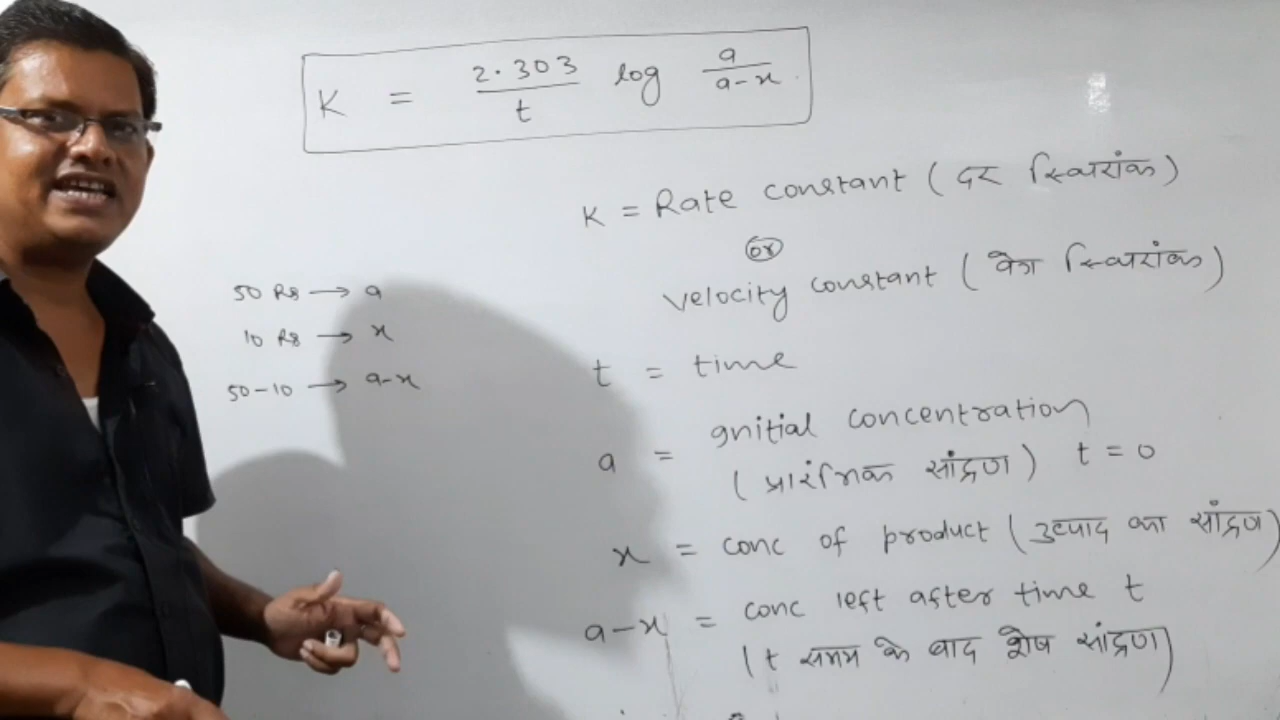 K = 2.303/t log a/a-x
K = Rate constant (दर स्थिरांक)
or
velocity constant (वेग स्थिरांक)
50 Rs → a
10 Rs → x
50-10 → a-x
t = time
a = Initial concentration
(प्रारंभिक सांद्रण) t = 0
x = conc of product (उत्पाद का सांद्रण)
a-x = conc left after time t
(t समय के बाद शेष सांद्रण)